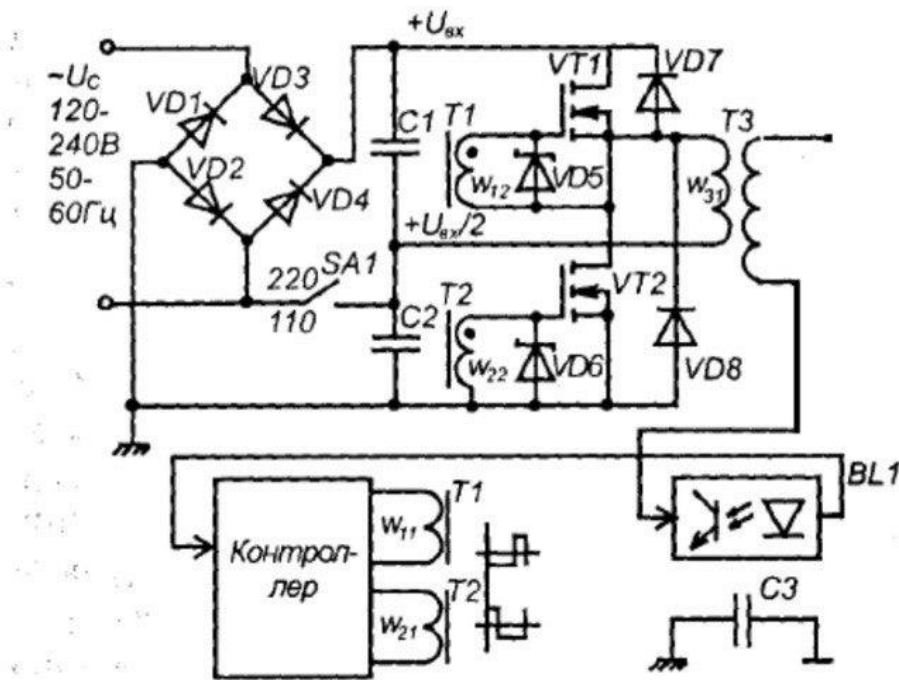 +Uвх
~Uс
120-
240В
50-
60Гц
VD1
VD3
VD2
VD4
C1
T1
w12
VD5
VT1
VD7
T3
w31
+Uвх/2
220
SA1
110
C2
T2
w22
VD6
VT2
VD8
BL1
Контрол-
лер
w11
T1
w21
T2
C3